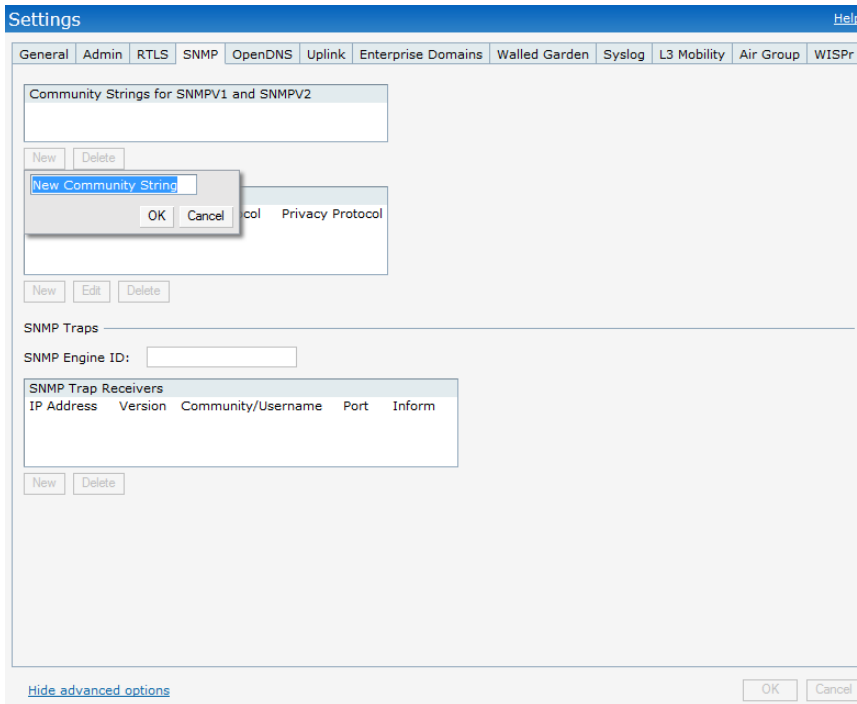 Settings
Help
General Admin RTLS SNMP OpenDNS Uplink Enterprise Domains Walled Garden Syslog L3 Mobility Air Group WISPr
Community Strings for SNMPV1 and SNMPV2
New Delete
New Community String
OK Cancel
Privacy Protocol
New Edit Delete
SNMP Traps
SNMP Engine ID:
SNMP Trap Receivers
IP Address Version Community/Username Port Inform
New Delete
Hide advanced options
OK Cancel